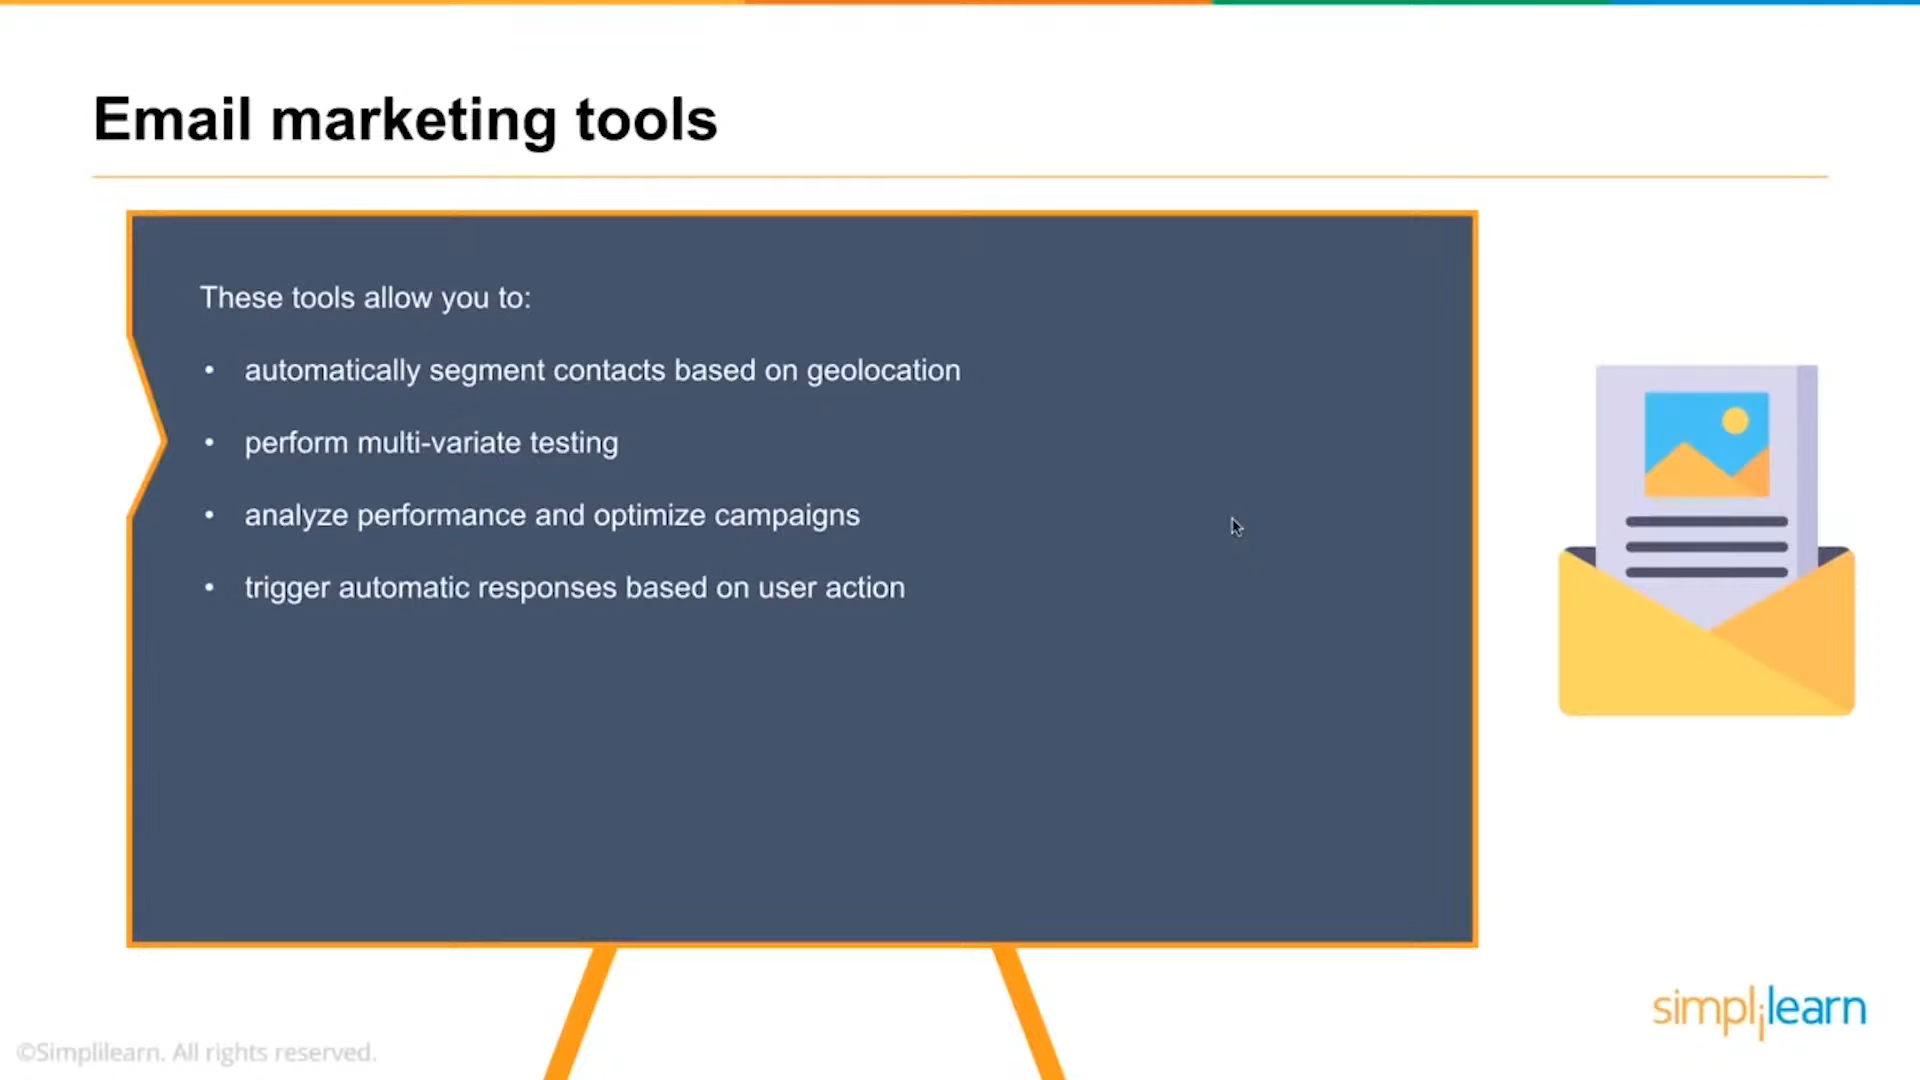 Email marketing tools
These tools allow you to:
• automatically segment contacts based on geolocation
• perform multi-variate testing
• analyze performance and optimize campaigns
• trigger automatic responses based on user action
simplilearn
©Simplilearn. All rights reserved.